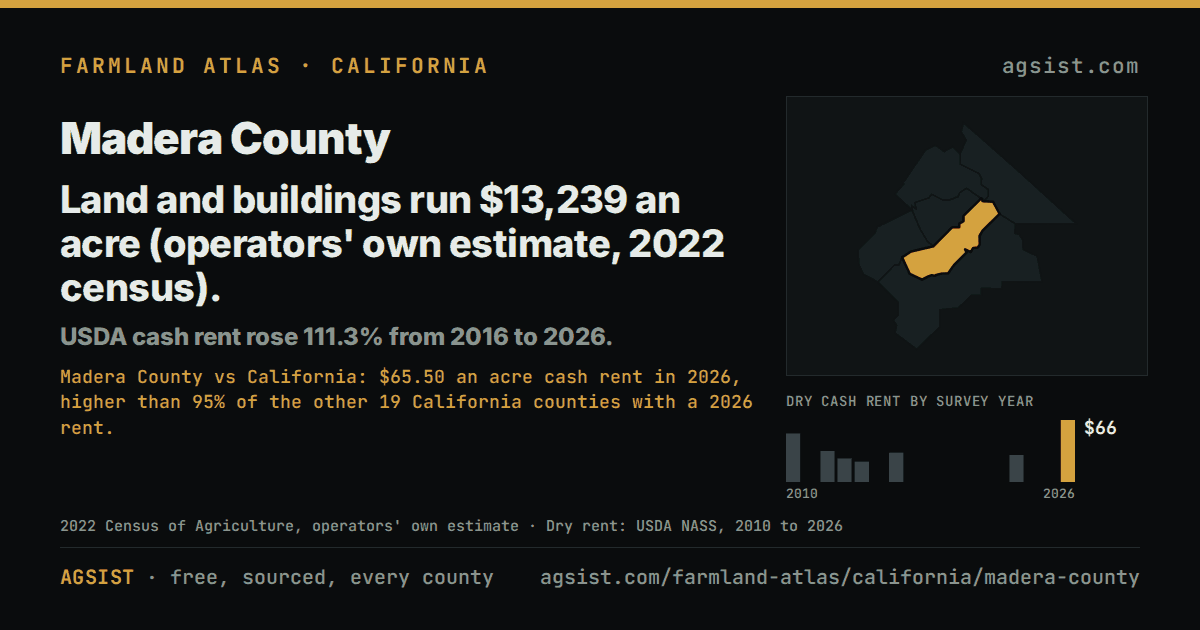 FARMLAND ATLAS · CALIFORNIA
agsist.com
Madera County
Land and buildings run $13,239 an
acre (operators' own estimate, 2022
census).
USDA cash rent rose 111.3% from 2016 to 2026.
Madera County vs California: $65.50 an acre cash rent in 2026,
higher than 95% of the other 19 California counties with a 2026
rent.
DRY CASH RENT BY SURVEY YEAR
$66
2010
2026
2022 Census of Agriculture, operators' own estimate · Dry rent: USDA NASS, 2010 to 2026
AGSIST · free, sourced, every county
agsist.com/farmland-atlas/california/madera-county